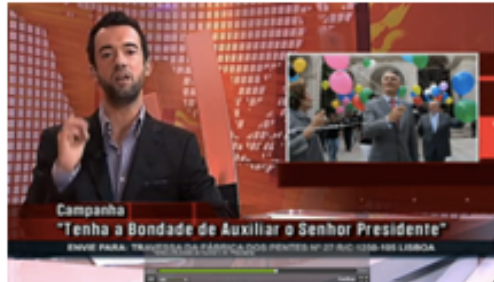 Campanha
"Tenha a Bondade de Auxiliar o Senhor Presidente"
ENVIE PARA: TRAVESSA DA FÁBRICA DOS PENTES Nº 27 R/C 1250-105 LISBOA